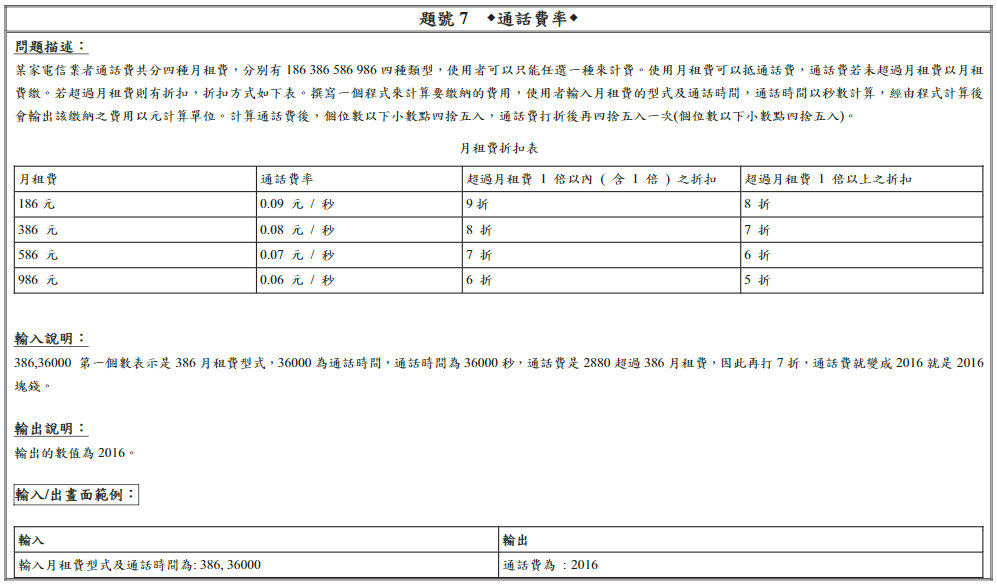 題號 7 ◆通話費率◆
問題描述：
某家電信業者通話費共分四種月租費，分別有 186 386 586 986 四種類型，使用者可以只能任選一種來計費。使用月租費可以抵通話費，通話費若未超過月租費以月租
費繳。若超過月租費則有折扣，折扣方式如下表。撰寫一個程式來計算要繳納的費用，使用者輸入月租費的型式及通話時間，通話時間以秒數計算，經由程式計算後
會輸出該繳納之費用以元計算單位。計算通話費後，個位數以下小數點四捨五入，通話費打折後再四捨五入一次(個位數以下小數點四捨五入)。
月租費折扣表
月租費 通話費率 超過月租費 1 倍以內 ( 含 1 倍 ) 之折扣 超過月租費 1 倍以上之折扣
186 元 0.09 元 / 秒 9 折 8 折
386 元 0.08 元 / 秒 8 折 7 折
586 元 0.07 元 / 秒 7 折 6 折
986 元 0.06 元 / 秒 6 折 5 折
輸入說明：
386,36000 第一個數表示是 386 月租費型式，36000 為通話時間，通話時間為 36000 秒，通話費是 2880 超過 386 月租費，因此再打 7 折，通話費就變成 2016 就是 2016
塊錢。
輸出說明：
輸出的數值為 2016。
輸入/出畫面範例：
輸入 輸出
輸入月租費型式及通話時間為: 386, 36000 通話費為 : 2016